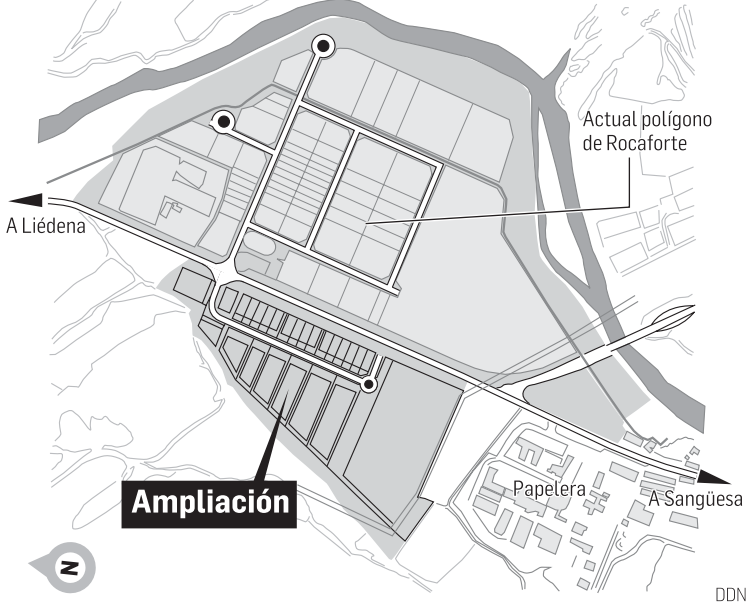 Actual polígono
de Rocaforte
A Liédena
Ampliación
Papelera
A Sangüesa
N
DDN